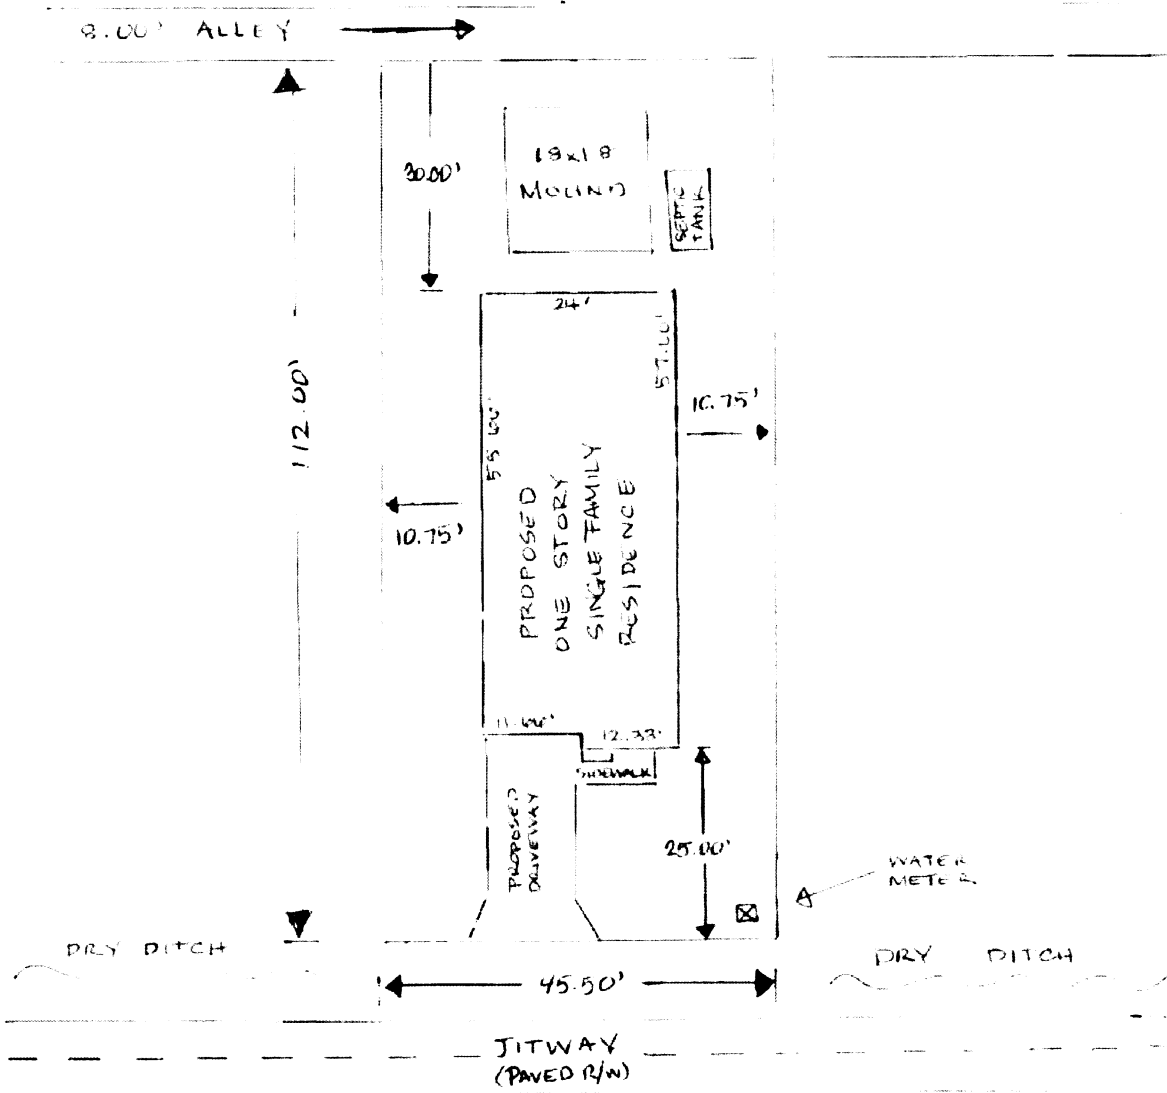 8.00' ALLEY
30.00'
18x18
MOUND
SEPTIC
TANK
24'
57.00'
112.00'
10.75'
10.75'
PROPOSED
ONE STORY
SINGLE FAMILY
RESIDENCE
12.33'
SIDEWALK
PROPOSED
DRIVEWAY
25.00'
WATER
METER
DRY DITCH
DRY DITCH
45.50'
JITWAY
(PAVED R/W)